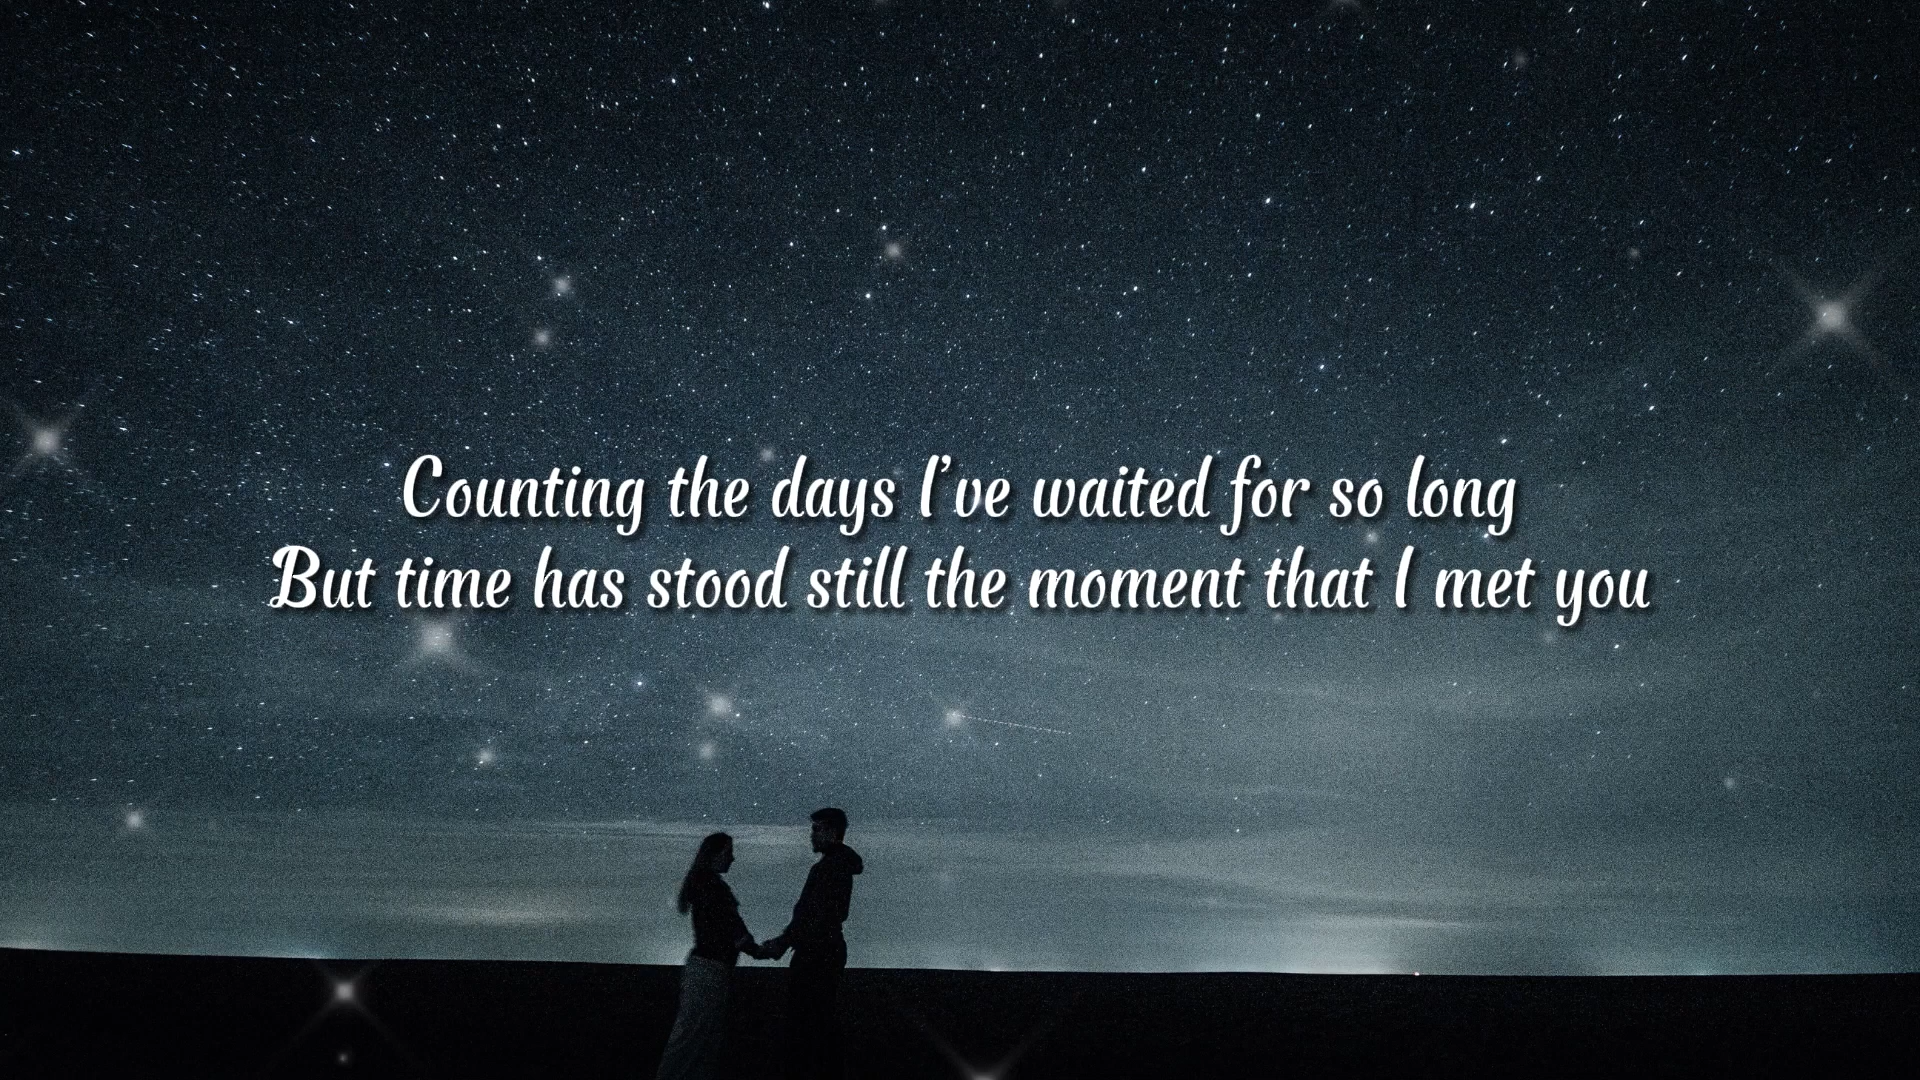 Counting the days I've waited for so long
But time has stood still the moment that I met you